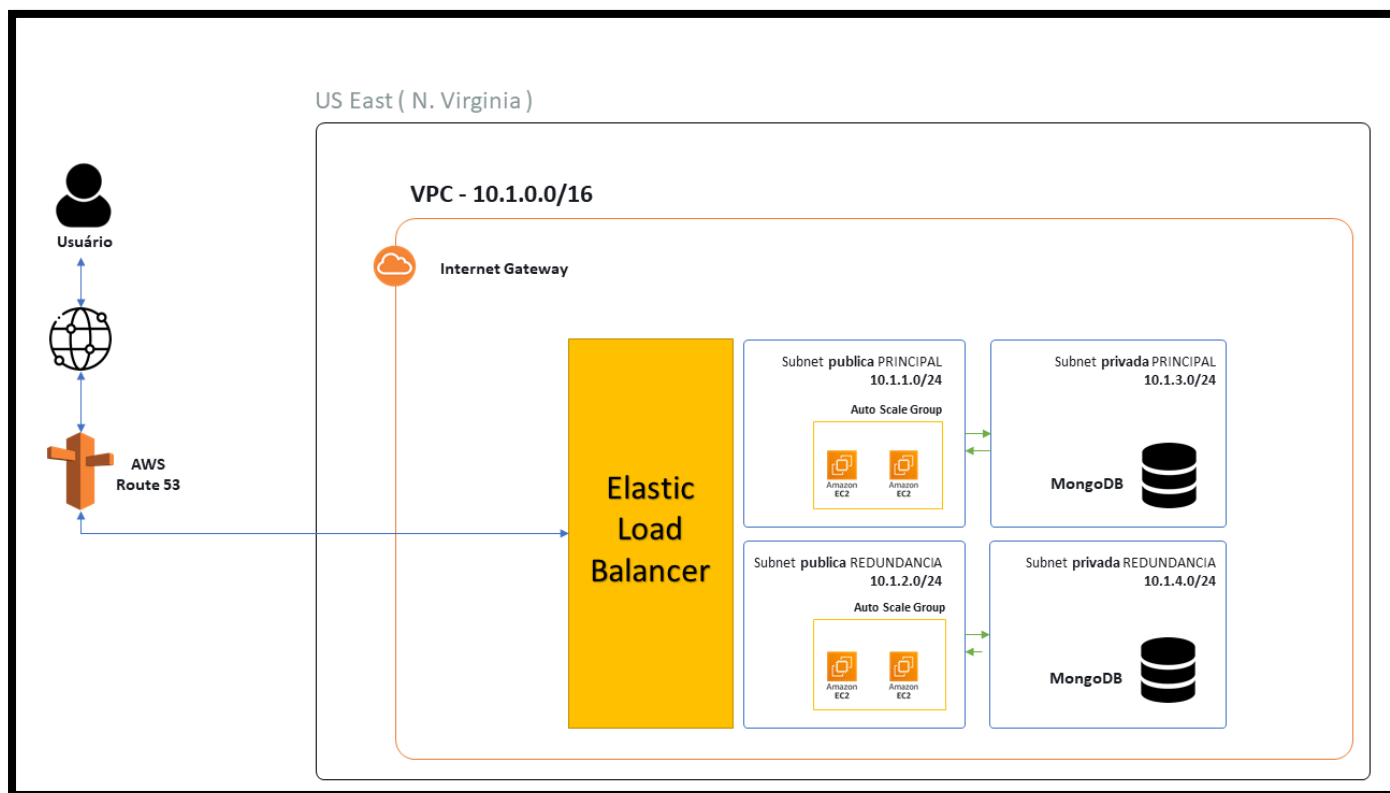 US East ( N. Virginia )
VPC - 10.1.0.0/16
Usuário
Internet Gateway
AWS
Route 53
Elastic
Load
Balancer
Subnet publica PRINCIPAL
10.1.1.0/24
Auto Scale Group
Amazon
EC2
Amazon
EC2
Subnet privada PRINCIPAL
10.1.3.0/24
MongoDB
Subnet publica REDUNDANCIA
10.1.2.0/24
Auto Scale Group
Amazon
EC2
Amazon
EC2
Subnet privada REDUNDANCIA
10.1.4.0/24
MongoDB